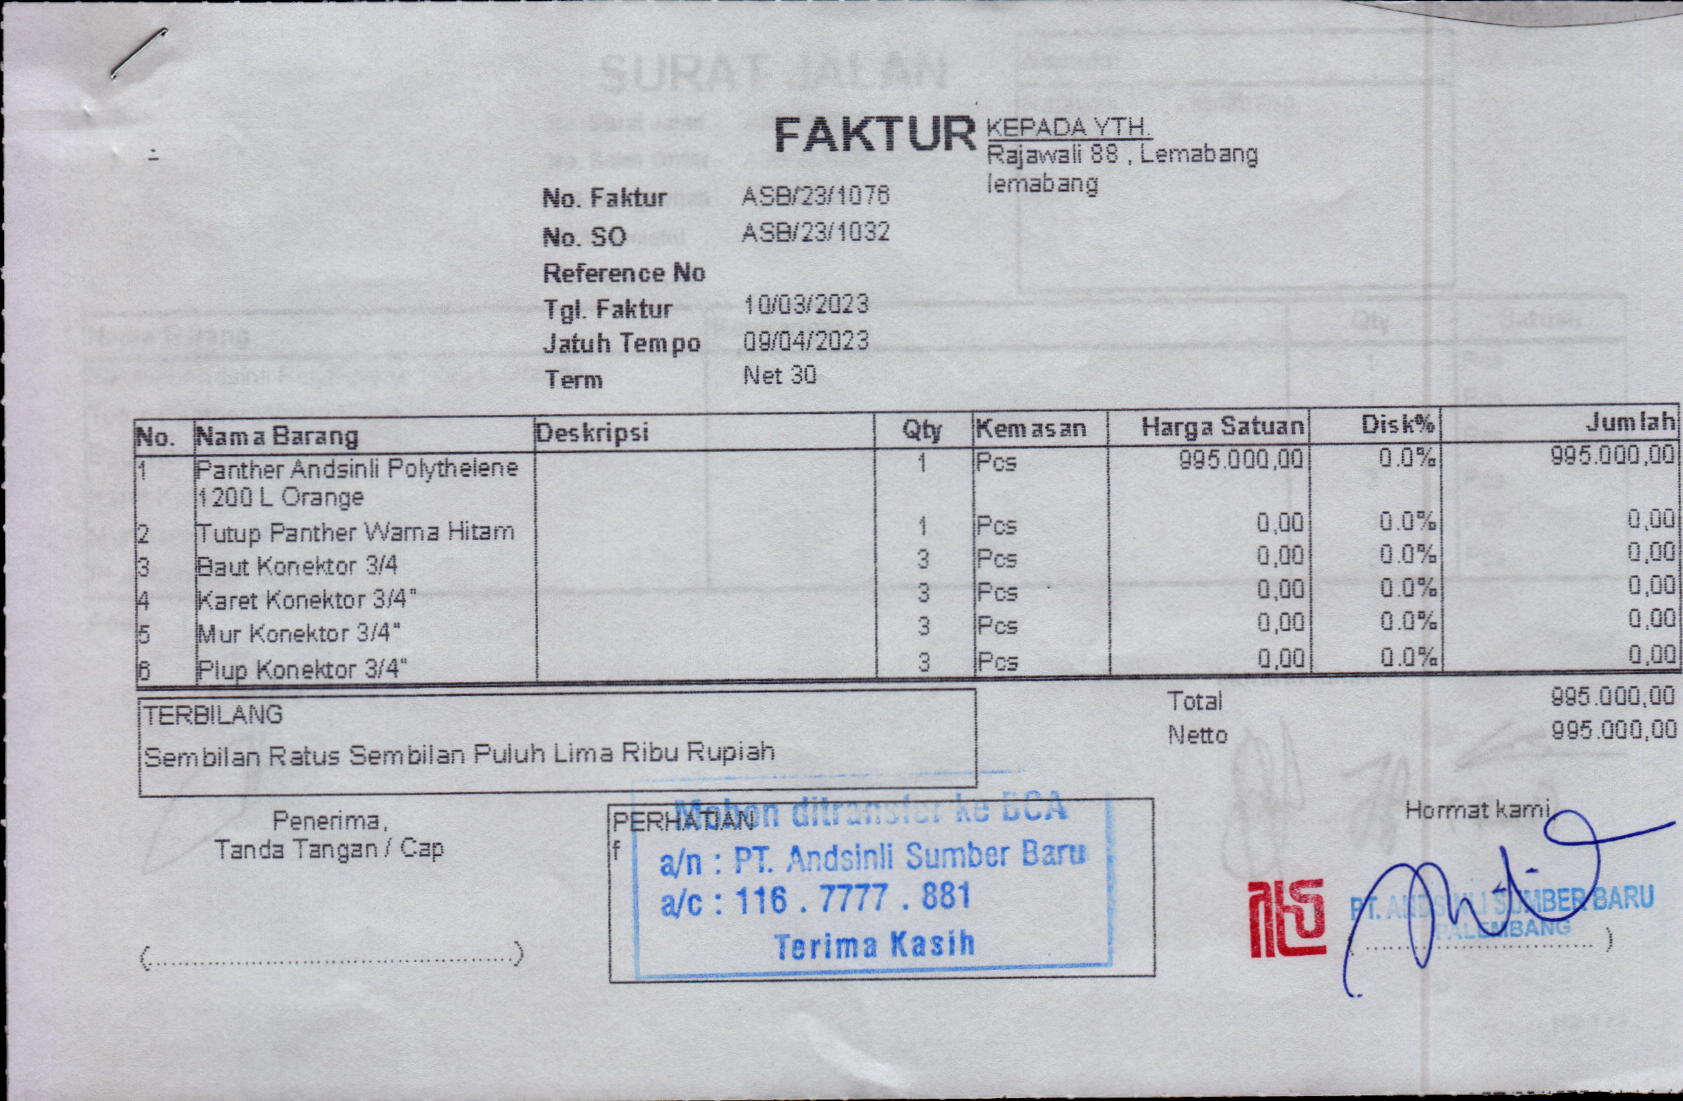 SURAT JALAN
FAKTUR
KEPADA YTH.
Rajawali 88 , Lemabang
lemabang
No. Faktur ASB/23/1076
No. SO ASB/23/1032
Reference No
Tgl. Faktur 10/03/2023
Jatuh Tempo 09/04/2023
Term Net 30
No. Nama Barang Deskripsi Qty Kemasan Harga Satuan Disk% Jumlah
1 Panther Andsinli Polythelene 1 Pcs 995.000,00 0.0% 995.000,00
1200 L Orange
2 Tutup Panther Warna Hitam 1 Pcs 0,00 0.0% 0,00
3 Baut Konektor 3/4 3 Pcs 0,00 0.0% 0,00
4 Karet Konektor 3/4" 3 Pcs 0,00 0.0% 0,00
5 Mur Konektor 3/4" 3 Pcs 0,00 0.0% 0,00
6 Plup Konektor 3/4" 3 Pcs 0,00 0.0% 0,00
Total 995.000,00
Netto 995.000,00
TERBILANG
Sembilan Ratus Sembilan Puluh Lima Ribu Rupiah
Penerima,
Tanda Tangan / Cap
(..........)
PERHATIAN
f
Mohon ditransfer ke BCA
a/n : PT. Andsinli Sumber Baru
a/c : 116 . 7777 . 881
Terima Kasih
Hormat kami
PT. ANDSINLI SUMBER BARU
PALEMBANG
(..........)